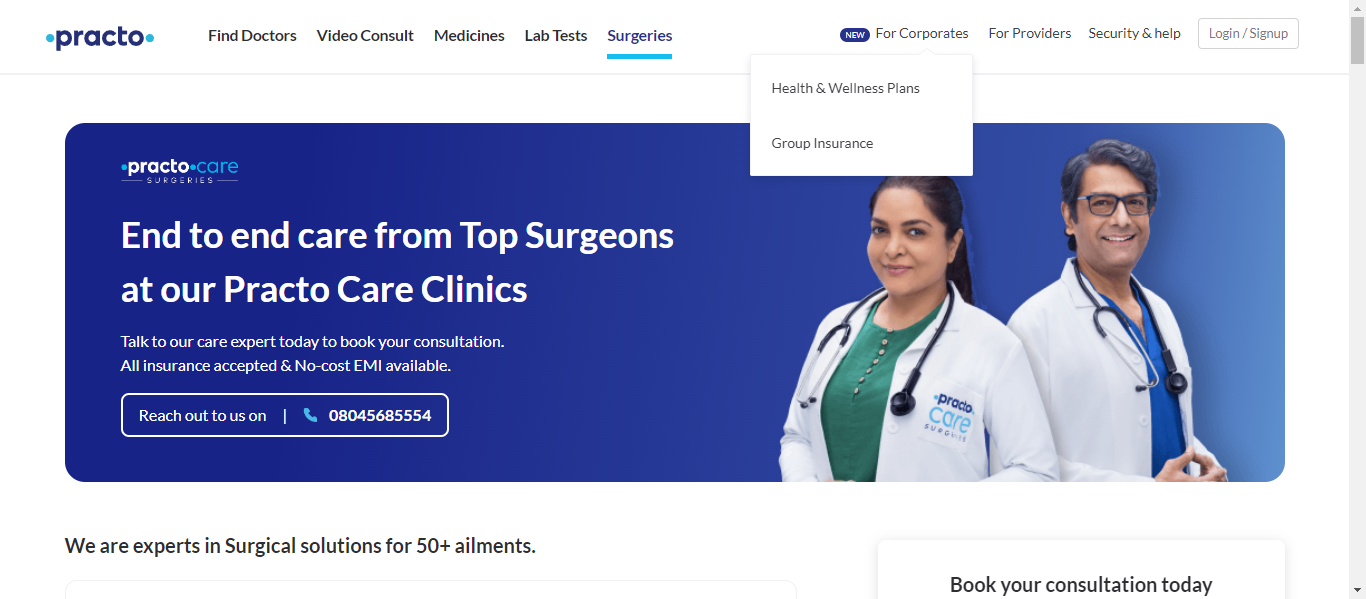 practo
Find Doctors
Video Consult
Medicines
Lab Tests
Surgeries
NEW For Corporates
For Providers
Security & help
Login / Signup
Health & Wellness Plans
Group Insurance
practo care
SURGERIES
End to end care from Top Surgeons
at our Practo Care Clinics
Talk to our care expert today to book your consultation.
All insurance accepted & No-cost EMI available.
Reach out to us on | 08045685554
practo
care
SURGERIES
We are experts in Surgical solutions for 50+ ailments.
Book your consultation today